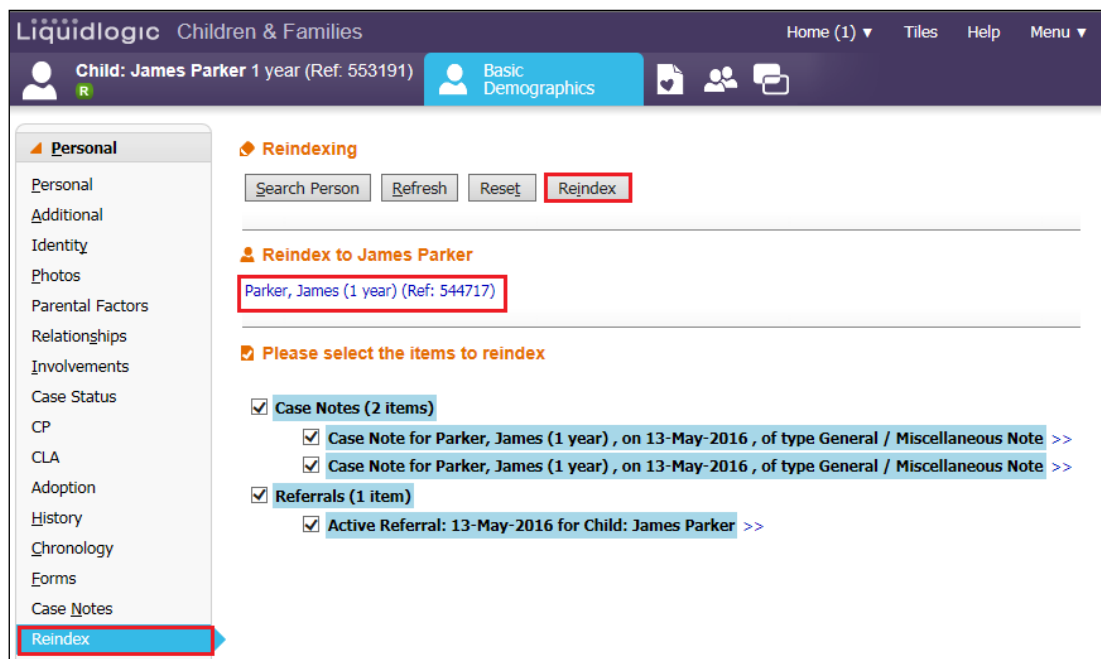 Liquidlogic Children & Families
Home (1) ▼ Tiles Help Menu ▼
Child: James Parker 1 year (Ref: 553191)
R
Basic
Demographics
Personal
Personal
Additional
Identity
Photos
Parental Factors
Relationships
Involvements
Case Status
CP
CLA
Adoption
History
Chronology
Forms
Case Notes
Reindex
Reindexing
Search Person Refresh Reset Reindex
Reindex to James Parker
Parker, James (1 year) (Ref: 544717)
Please select the items to reindex
Case Notes (2 items)
Case Note for Parker, James (1 year) , on 13-May-2016 , of type General / Miscellaneous Note >>
Case Note for Parker, James (1 year) , on 13-May-2016 , of type General / Miscellaneous Note >>
Referrals (1 item)
Active Referral: 13-May-2016 for Child: James Parker >>